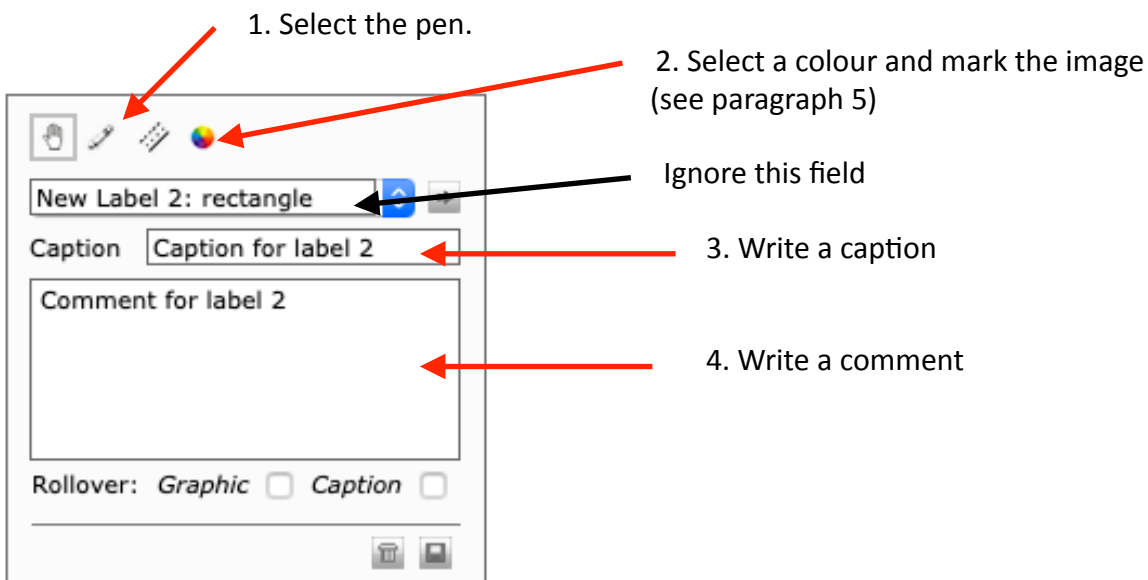 1. Select the pen.
2. Select a colour and mark the image
(see paragraph 5)
Ignore this field
New Label 2: rectangle
Caption Caption for label 2
3. Write a caption
Comment for label 2
4. Write a comment
Rollover: Graphic Caption